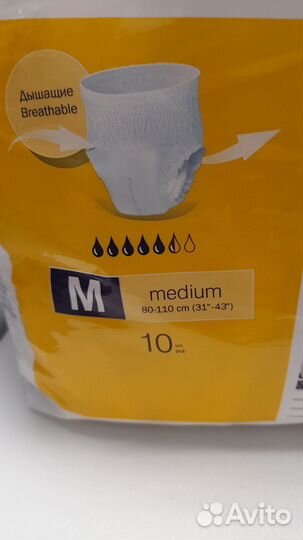 Дышащие
Breathable
M
medium
80-110 cm (31"-43")
10 шт.
pcs
Avito